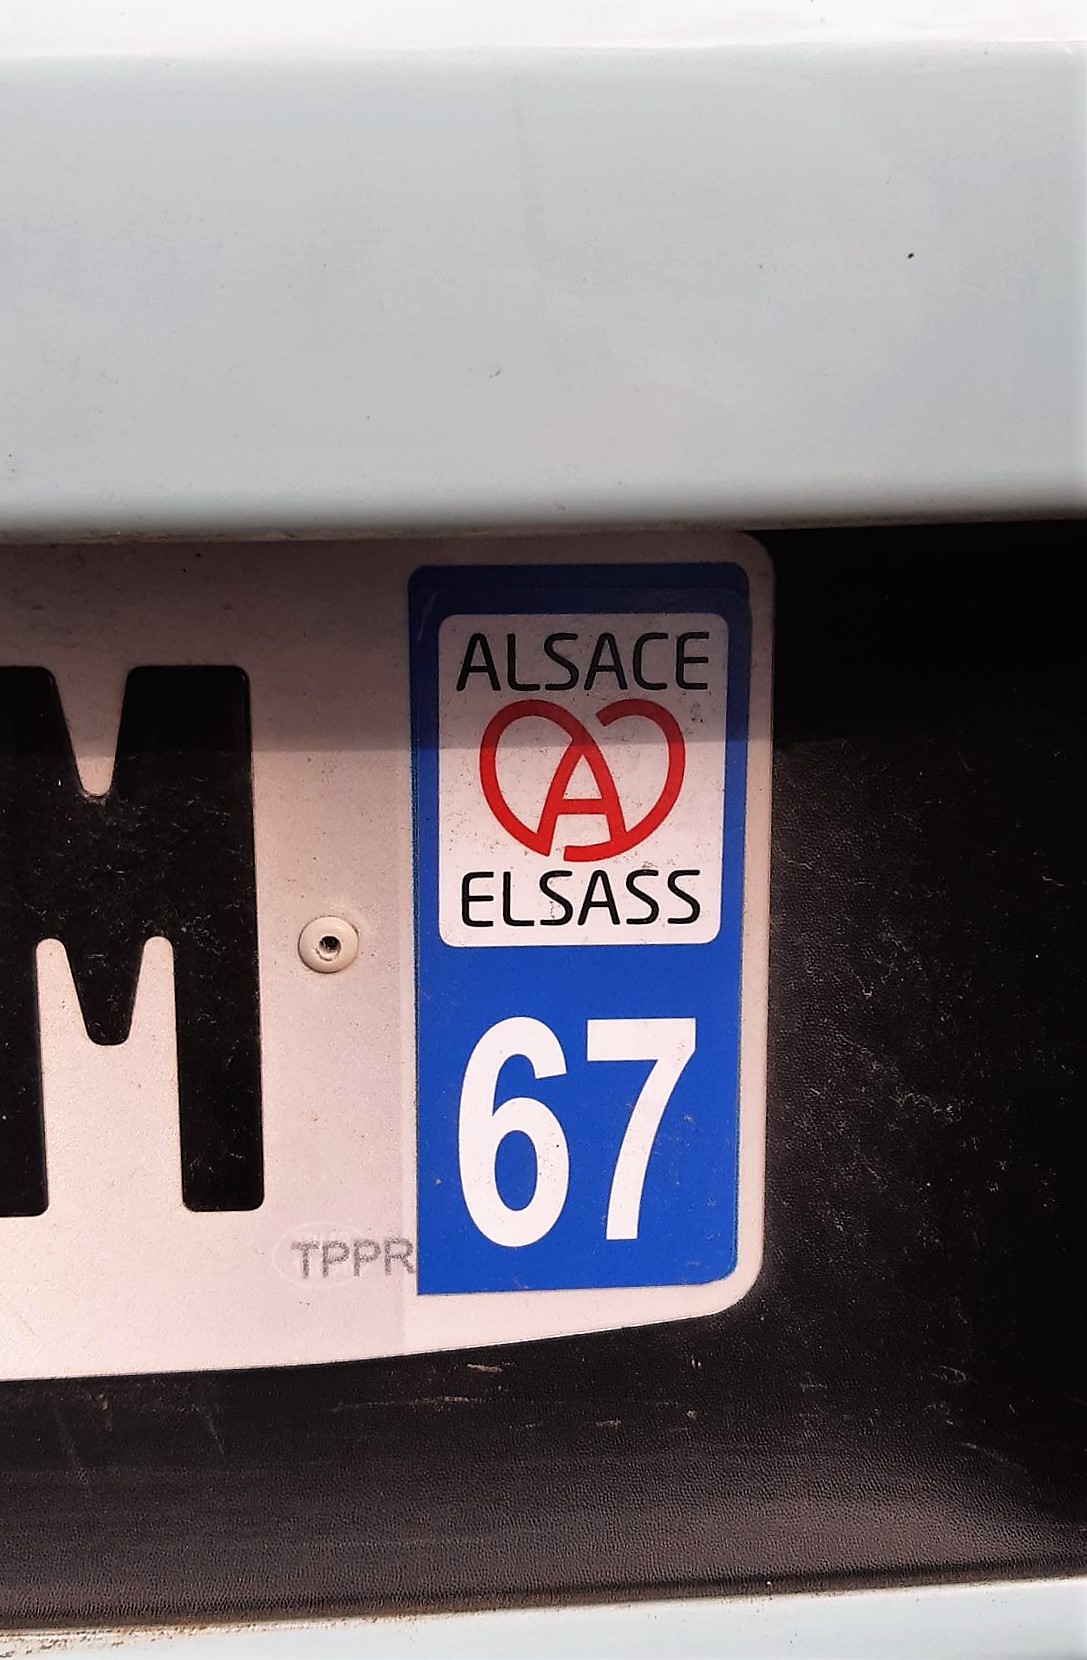 M
ALSACE
A
ELSASS
67
TPPR